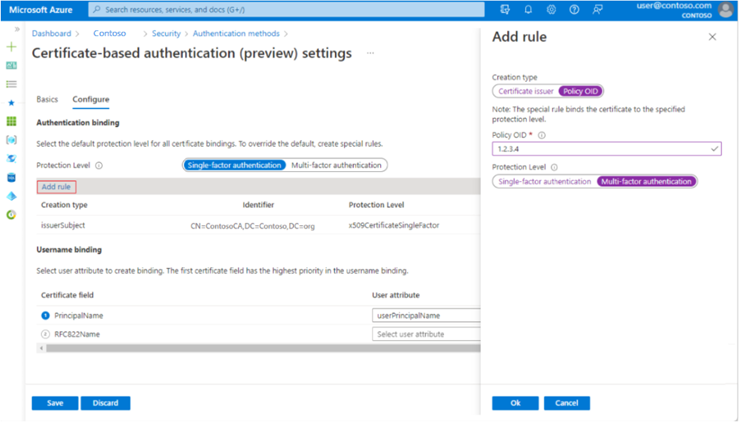 Microsoft Azure
Search resources, services, and docs (G+/)
user@contoso.com
CONTOSO
Dashboard > Contoso > Security > Authentication methods >
Certificate-based authentication (preview) settings ...
Basics Configure
Authentication binding
Select the default protection level for all certificate bindings. To override the default, create special rules.
Protection Level Single-factor authentication Multi-factor authentication
Add rule
Creation type Identifier Protection Level
issuerSubject CN=ContosoCA,DC=Contoso,DC=org x509CertificateSingleFactor
Username binding
Select user attribute to create binding. The first certificate field has the highest priority in the username binding.
Certificate field User attribute
1 PrincipalName userPrincipalName
2 RFC822Name Select user attribute
Save Discard
Add rule
Creation type
Certificate issuer Policy OID
Note: The special rule binds the certificate to the specified
protection level.
Policy OID *
1.2.3.4
Protection Level
Single-factor authentication Multi-factor authentication
Ok Cancel